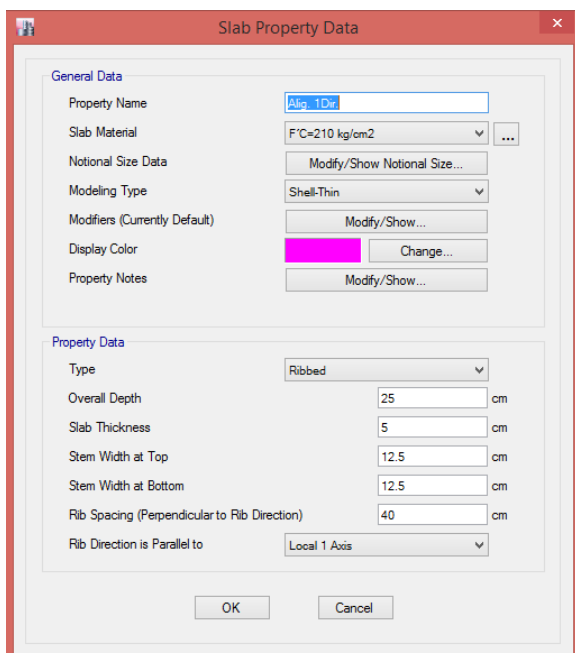 Slab Property Data
General Data
Property Name Alig. 1Dir.
Slab Material F'C=210 kg/cm2 ...
Notional Size Data Modify/Show Notional Size...
Modeling Type Shell-Thin
Modifiers (Currently Default) Modify/Show...
Display Color Change...
Property Notes Modify/Show...
Property Data
Type Ribbed
Overall Depth 25 cm
Slab Thickness 5 cm
Stem Width at Top 12.5 cm
Stem Width at Bottom 12.5 cm
Rib Spacing (Perpendicular to Rib Direction) 40 cm
Rib Direction is Parallel to Local 1 Axis
OK Cancel